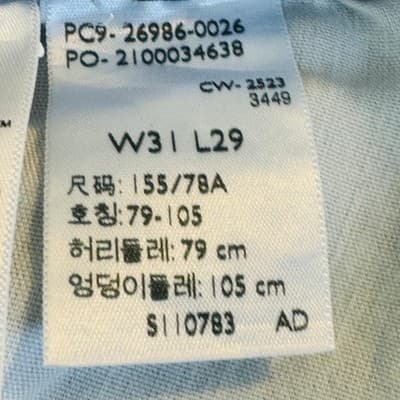 PC9-26986-0026
PO-2100034638
CW-2523
3449
W31 L29
尺码: 155/78A
호칭: 79-105
허리둘레: 79 cm
엉덩이둘레: 105 cm
S110783 AD
TM